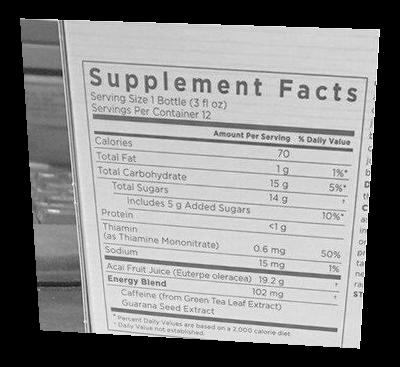 Supplement Facts
Serving Size 1 Bottle (3 fl oz)
Servings Per Container 12
Amount Per Serving % Daily Value
Calories 70
Total Fat 1 g 1%*
Total Carbohydrate 15 g 5%*
Total Sugars 14 g †
Includes 5 g Added Sugars 10%*
Protein <1 g
Thiamin
(as Thiamine Mononitrate) 0.6 mg 50%
Sodium 15 mg 1%
Acai Fruit Juice (Euterpe oleracea) 19.2 g †
Energy Blend 102 mg †
Caffeine (from Green Tea Leaf Extract)
Guarana Seed Extract
* Percent Daily Values are based on a 2,000 calorie diet.
† Daily Value not established.